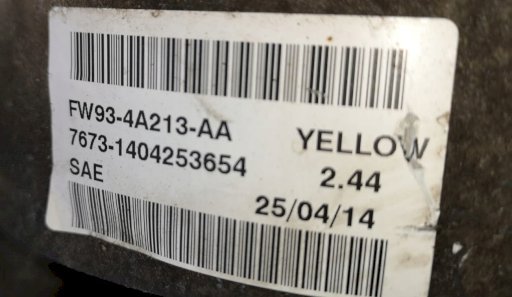 FW93-4A213-AA
7673-1404253654
SAE
YELLOW
2.44
25/04/14